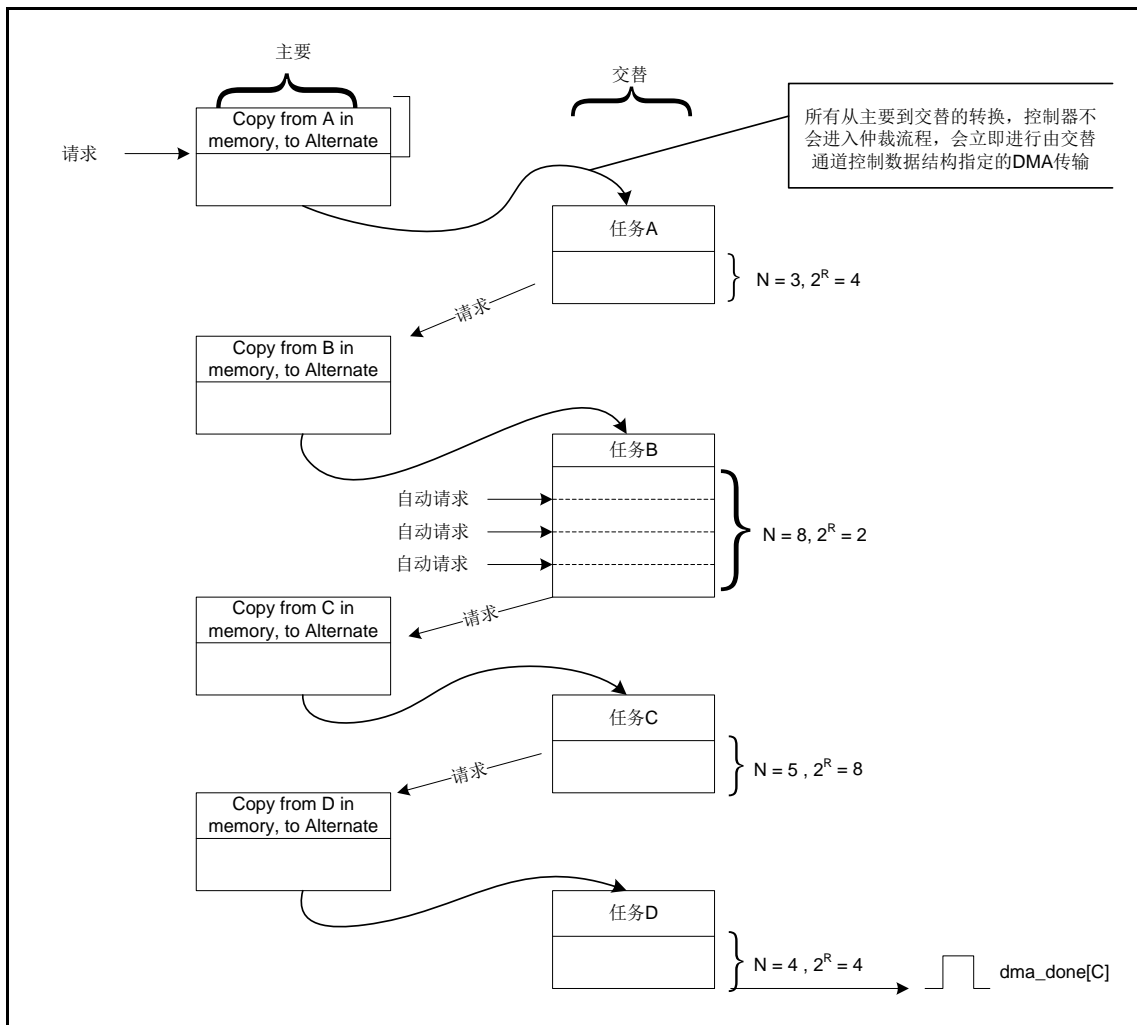 主要
交替
Copy from A in
memory, to Alternate
所有从主要到交替的转换，控制器不
会进入仲裁流程，会立即进行由交替
通道控制数据结构指定的DMA传输
请求
任务A
N = 3, 2^R = 4
请求
Copy from B in
memory, to Alternate
任务B
自动请求
自动请求
自动请求
N = 8, 2^R = 2
Copy from C in
memory, to Alternate
请求
任务C
N = 5 , 2^R = 8
请求
Copy from D in
memory, to Alternate
任务D
N = 4 , 2^R = 4
dma_done[C]